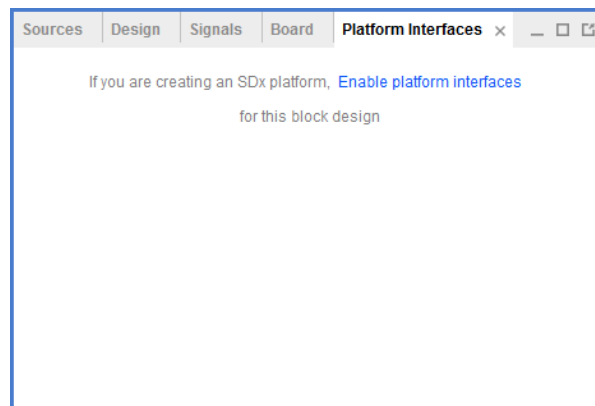 Sources Design Signals Board Platform Interfaces
If you are creating an SDx platform, Enable platform interfaces
for this block design